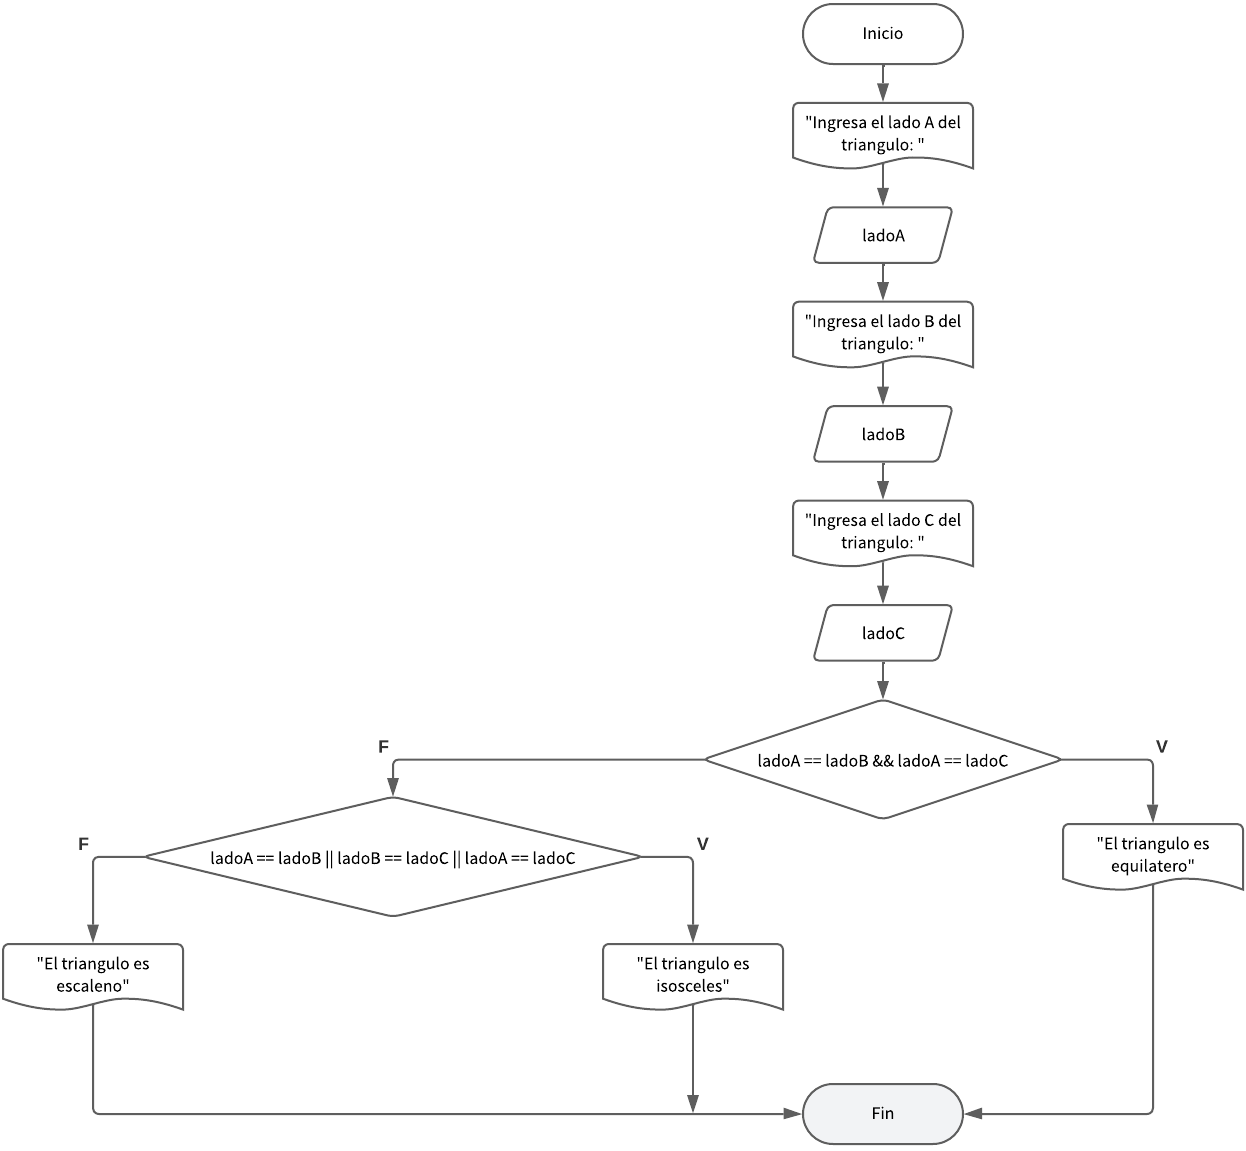 Inicio
"Ingresa el lado A del
triangulo: "
ladoA
"Ingresa el lado B del
triangulo: "
ladoB
"Ingresa el lado C del
triangulo: "
ladoC
F
V
ladoA == ladoB && ladoA == ladoC
F
V
ladoA == ladoB || ladoB == ladoC || ladoA == ladoC
"El triangulo es
equilatero"
"El triangulo es
escaleno"
"El triangulo es
isosceles"
Fin